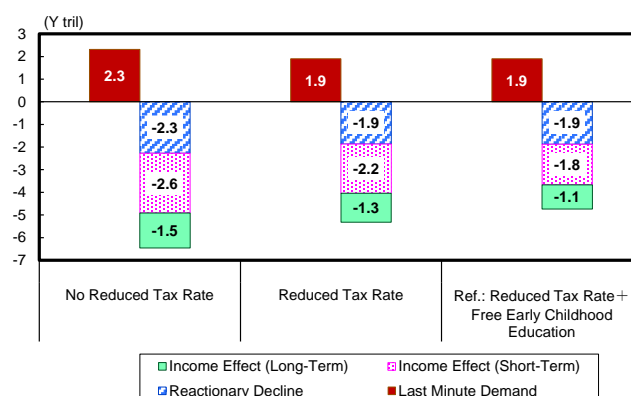 (Y tril)
3
2
1
0
-1
-2
-3
-4
-5
-6
-7
2.3
-2.3
-2.6
-1.5
1.9
-1.9
-2.2
-1.3
1.9
-1.9
-1.8
-1.1
No Reduced Tax Rate
Reduced Tax Rate
Ref.: Reduced Tax Rate＋
Free Early Childhood
Education
Income Effect (Long-Term)
Income Effect (Short-Term)
Reactionary Decline
Last Minute Demand